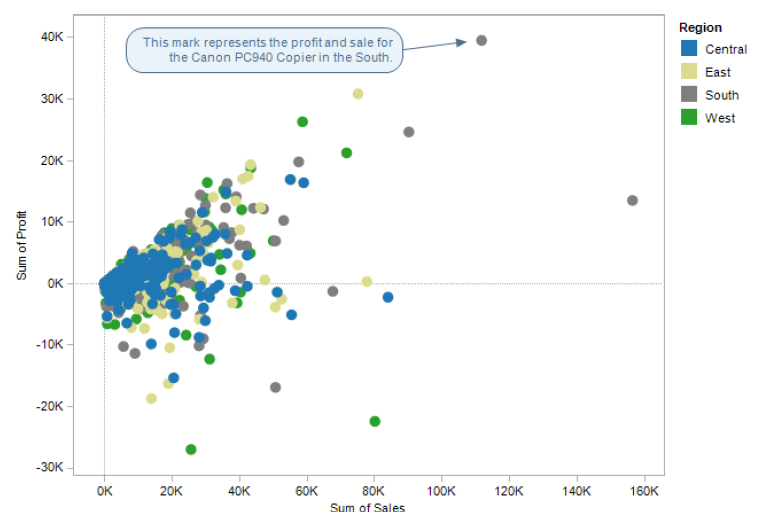 This mark represents the profit and sale for
the Canon PC940 Copier in the South.
Region
Central
East
South
West
40K
30K
20K
10K
0K
-10K
-20K
-30K
Sum of Profit
0K
20K
40K
60K
80K
100K
120K
140K
160K
Sum of Sales